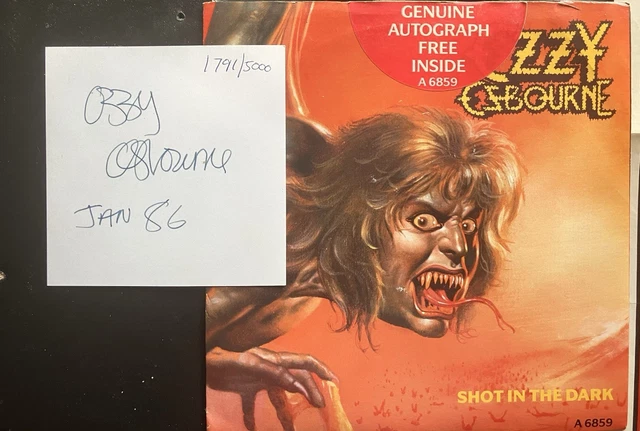 1791/5000
Ozzy
Osbourne
JAN 86
GENUINE
AUTOGRAPH
FREE
INSIDE
A 6859
OZZY
OSBOURNE
SHOT IN THE DARK
A 6859